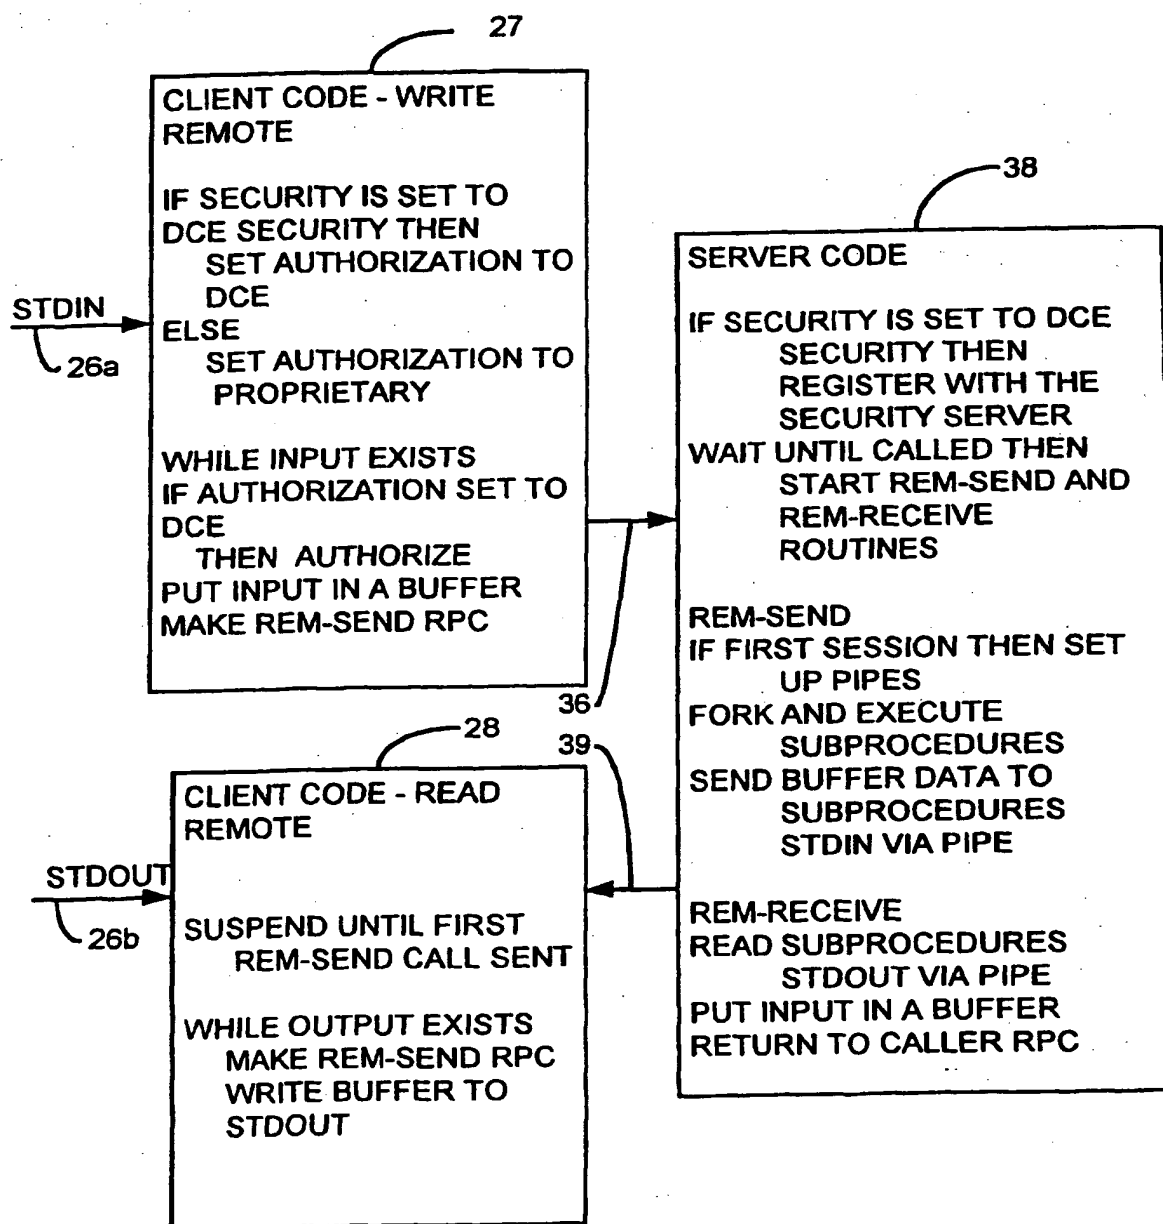 27
CLIENT CODE - WRITE
REMOTE
IF SECURITY IS SET TO
DCE SECURITY THEN
SET AUTHORIZATION TO
DCE
ELSE
SET AUTHORIZATION TO
PROPRIETARY
WHILE INPUT EXISTS
IF AUTHORIZATION SET TO
DCE
THEN AUTHORIZE
PUT INPUT IN A BUFFER
MAKE REM-SEND RPC
STDIN
26a
36
38
SERVER CODE
IF SECURITY IS SET TO DCE
SECURITY THEN
REGISTER WITH THE
SECURITY SERVER
WAIT UNTIL CALLED THEN
START REM-SEND AND
REM-RECEIVE
ROUTINES
REM-SEND
IF FIRST SESSION THEN SET
UP PIPES
FORK AND EXECUTE
SUBPROCEDURES
SEND BUFFER DATA TO
SUBPROCEDURES
STDIN VIA PIPE
REM-RECEIVE
READ SUBPROCEDURES
STDOUT VIA PIPE
PUT INPUT IN A BUFFER
RETURN TO CALLER RPC
28
39
CLIENT CODE - READ
REMOTE
SUSPEND UNTIL FIRST
REM-SEND CALL SENT
WHILE OUTPUT EXISTS
MAKE REM-SEND RPC
WRITE BUFFER TO
STDOUT
STDOUT
26b